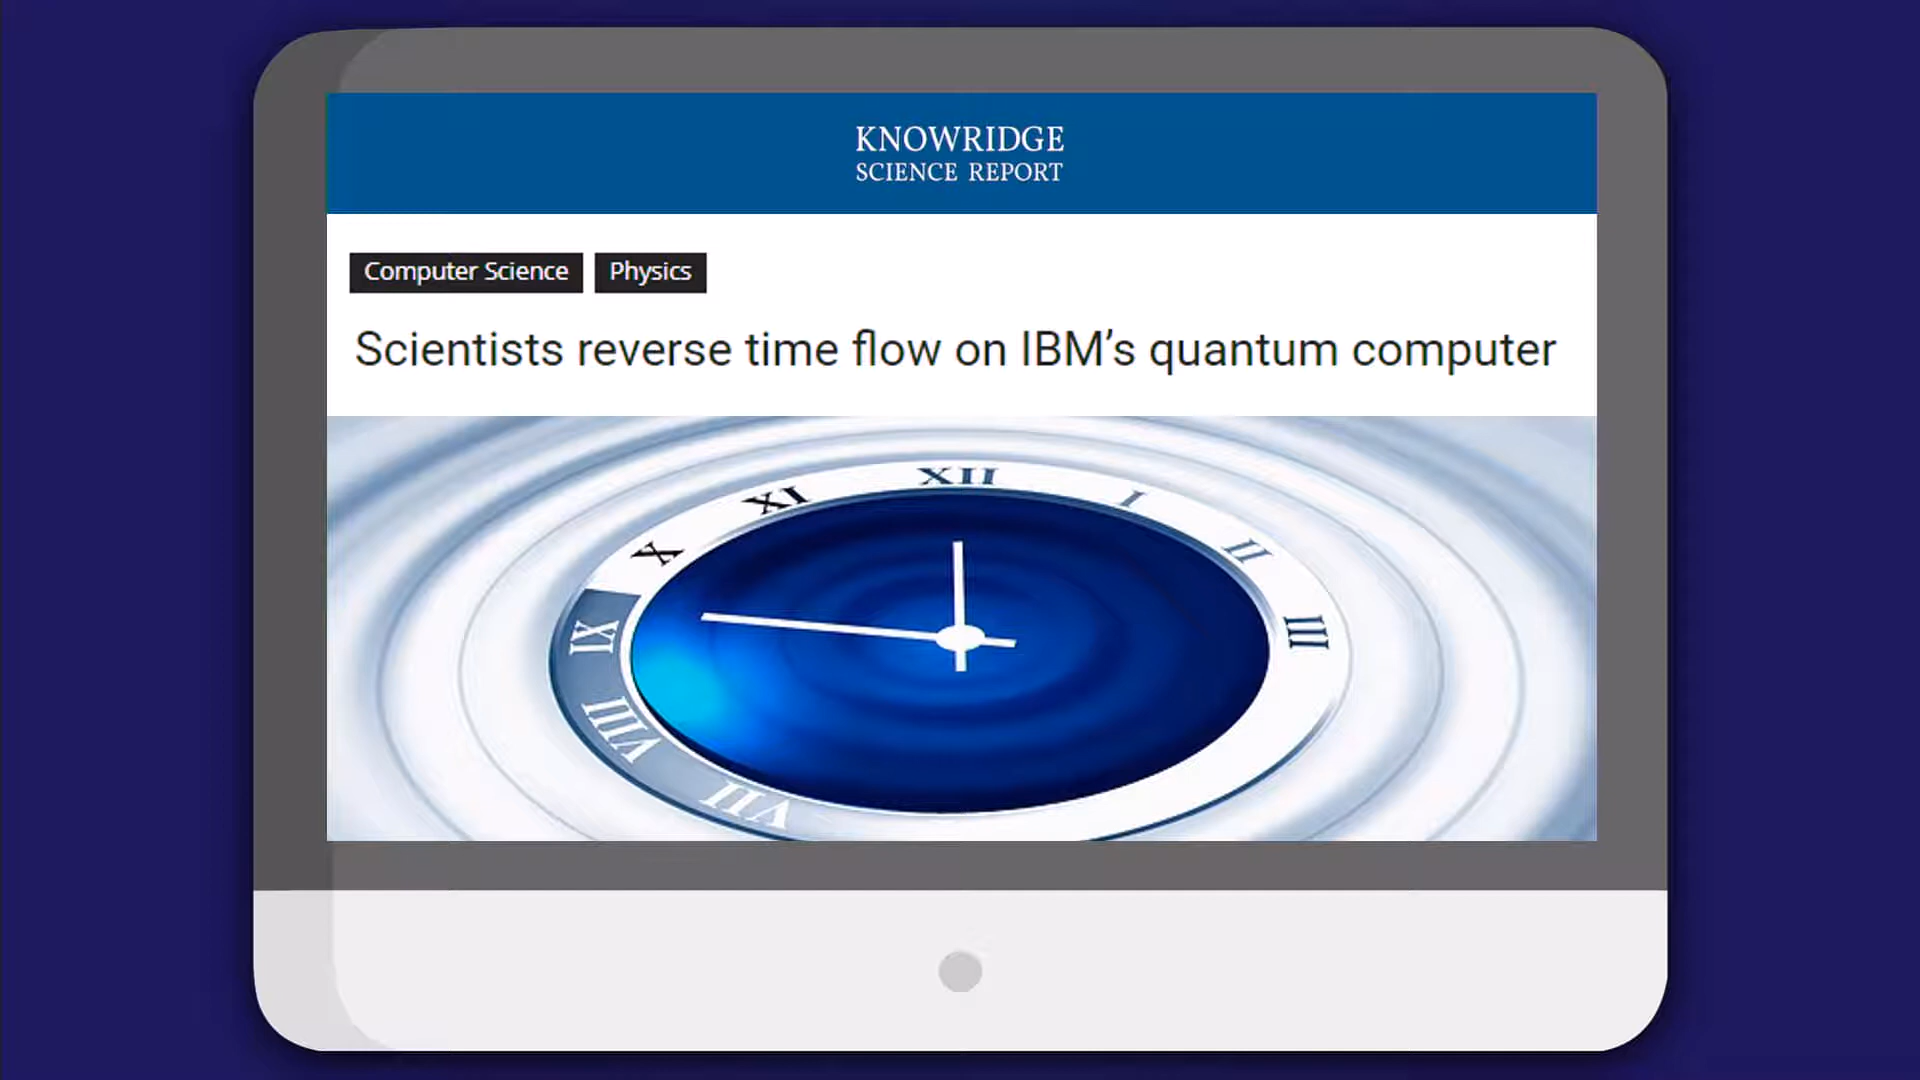 KNOWRIDGE
SCIENCE REPORT
Computer Science Physics
Scientists reverse time flow on IBM’s quantum computer
XII
XI
I
X
II
IX
III
VIII
VII